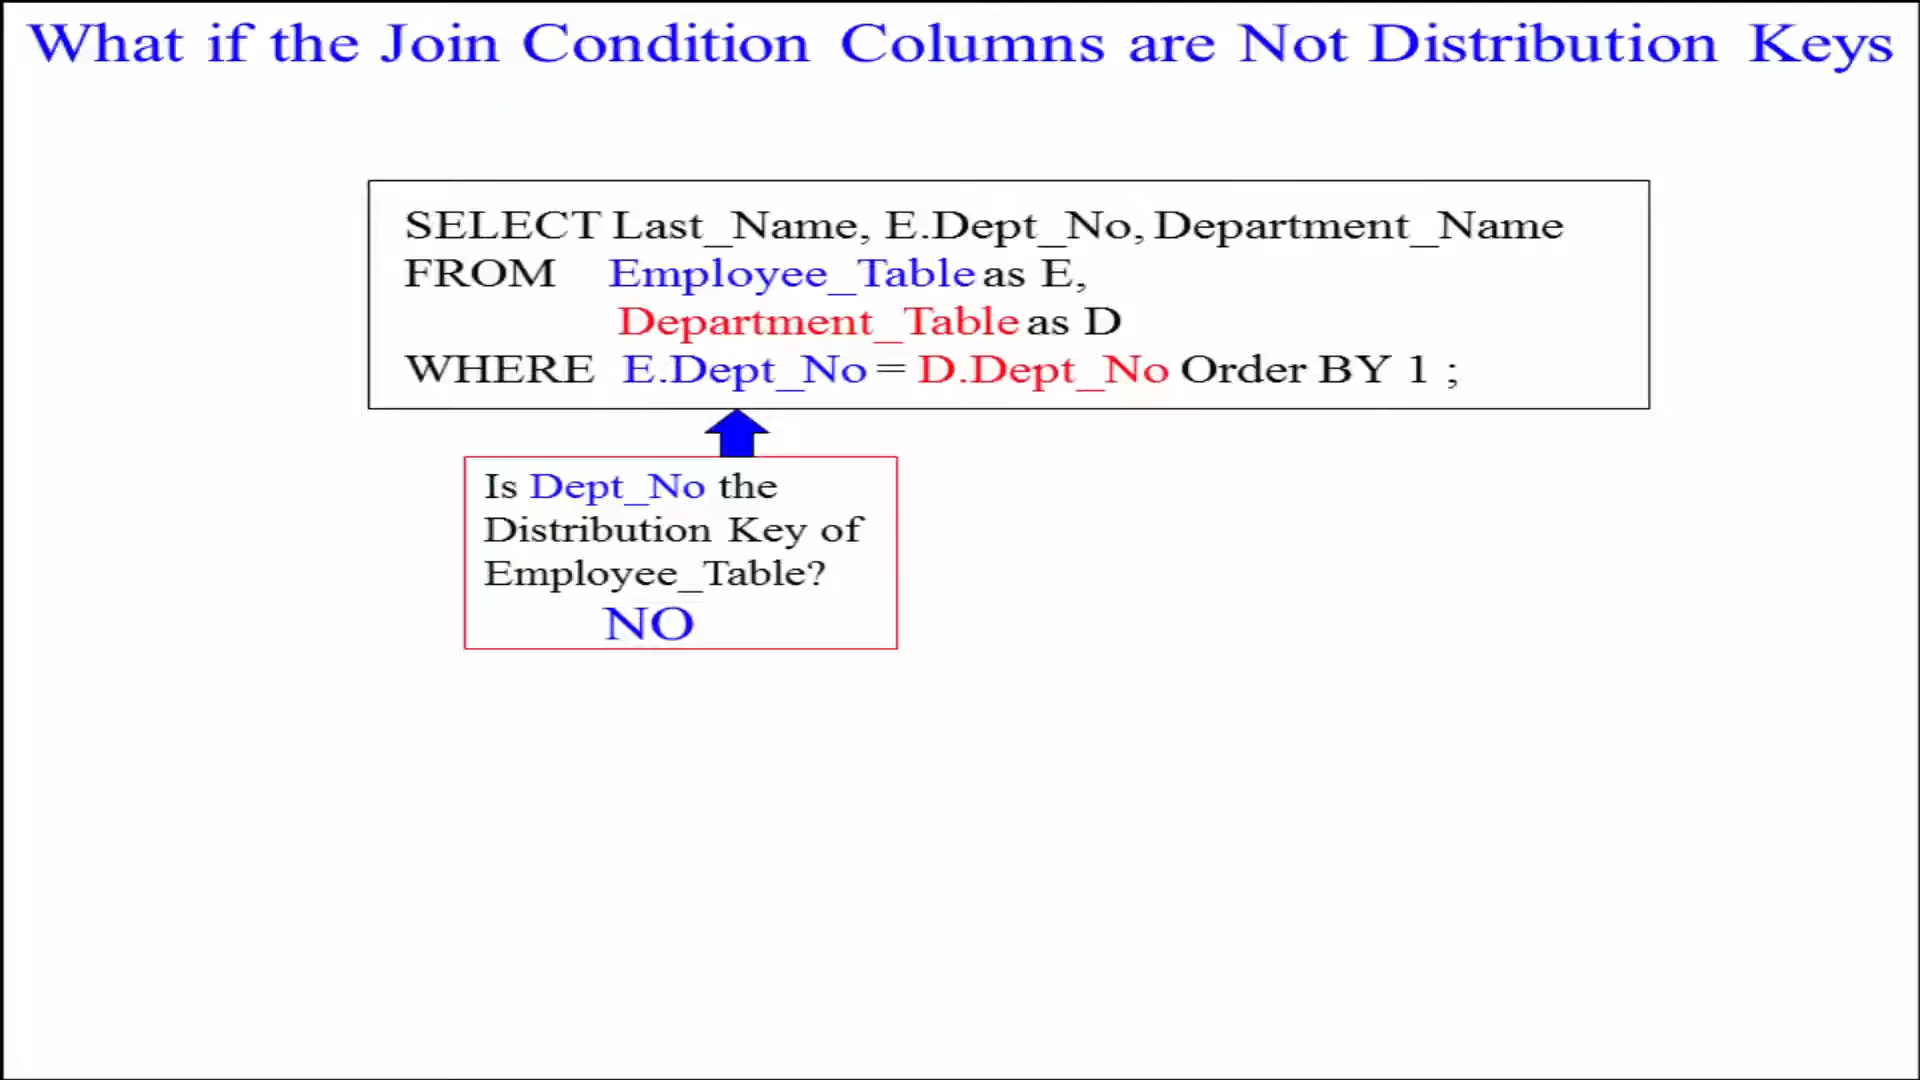 What if the Join Condition Columns are Not Distribution Keys
SELECT Last_Name, E.Dept_No, Department_Name
FROM Employee_Table as E,
Department_Table as D
WHERE E.Dept_No = D.Dept_No Order BY 1 ;
Is Dept_No the
Distribution Key of
Employee_Table?
NO